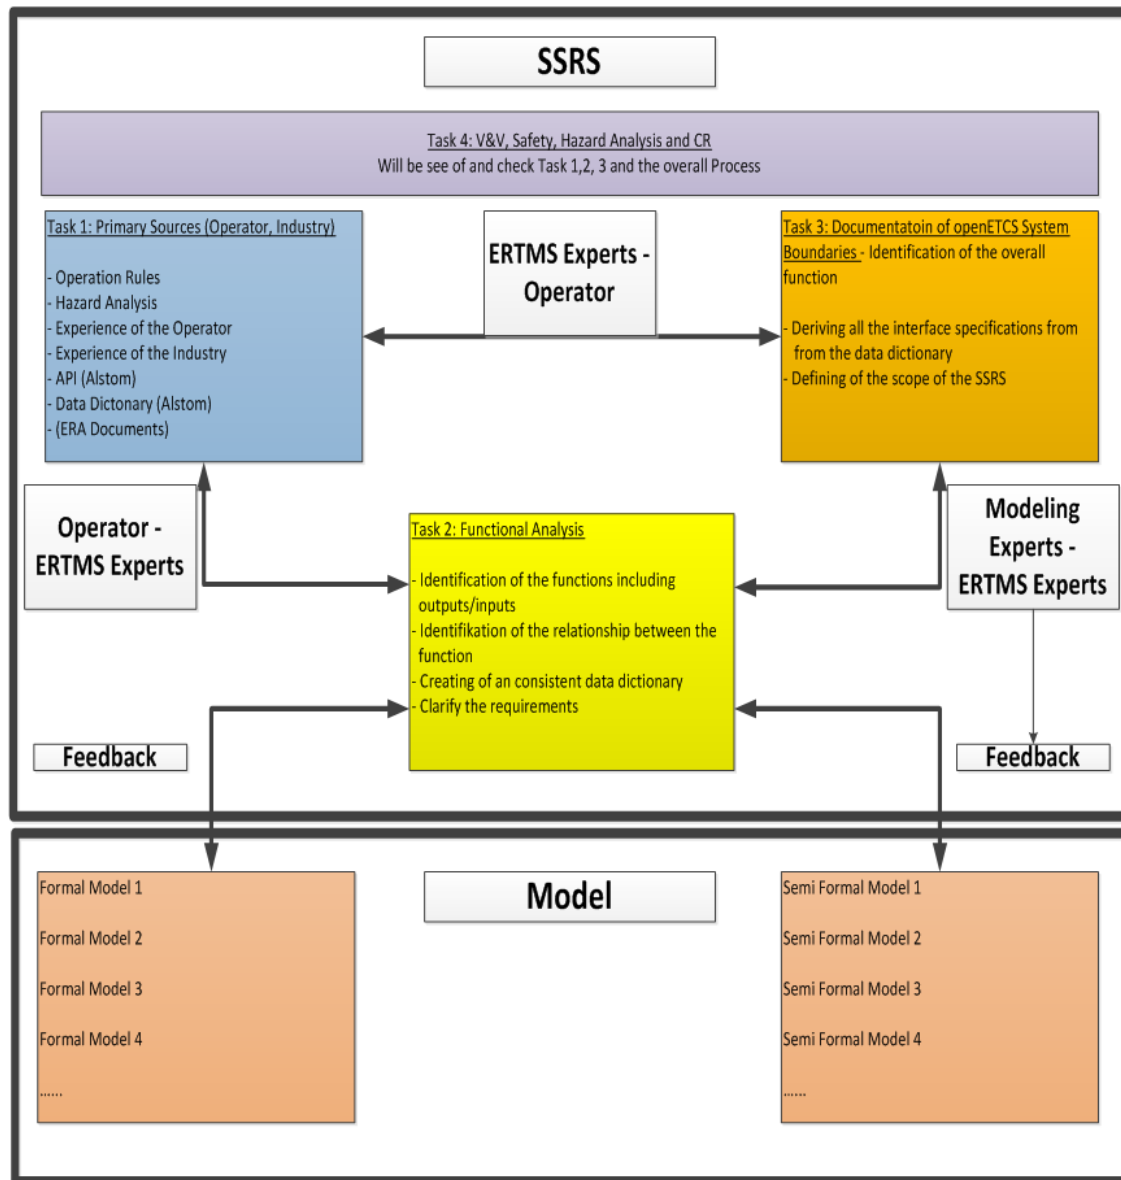 SSRS
Task 4: V&V, Safety, Hazard Analysis and CR
Will be see of and check Task 1,2, 3 and the overall Process
Task 1: Primary Sources (Operator, Industry)
- Operation Rules
- Hazard Analysis
- Experience of the Operator
- Experience of the Industry
- API (Alstom)
- Data Dictonary (Alstom)
- (ERA Documents)
ERTMS Experts -
Operator
Task 3: Documentatoin of openETCS System
Boundaries - Identification of the overall
function
- Deriving all the interface specifications from
from the data dictionary
- Defining of the scope of the SSRS
Operator -
ERTMS Experts
Task 2: Functional Analysis
- Identification of the functions including
outputs/inputs
- Identifikation of the relationship between the
function
- Creating of an consistent data dictionary
- Clarify the requirements
Modeling
Experts -
ERTMS Experts
Feedback
Feedback
Formal Model 1
Formal Model 2
Formal Model 3
Formal Model 4
......
Model
Semi Formal Model 1
Semi Formal Model 2
Semi Formal Model 3
Semi Formal Model 4
......